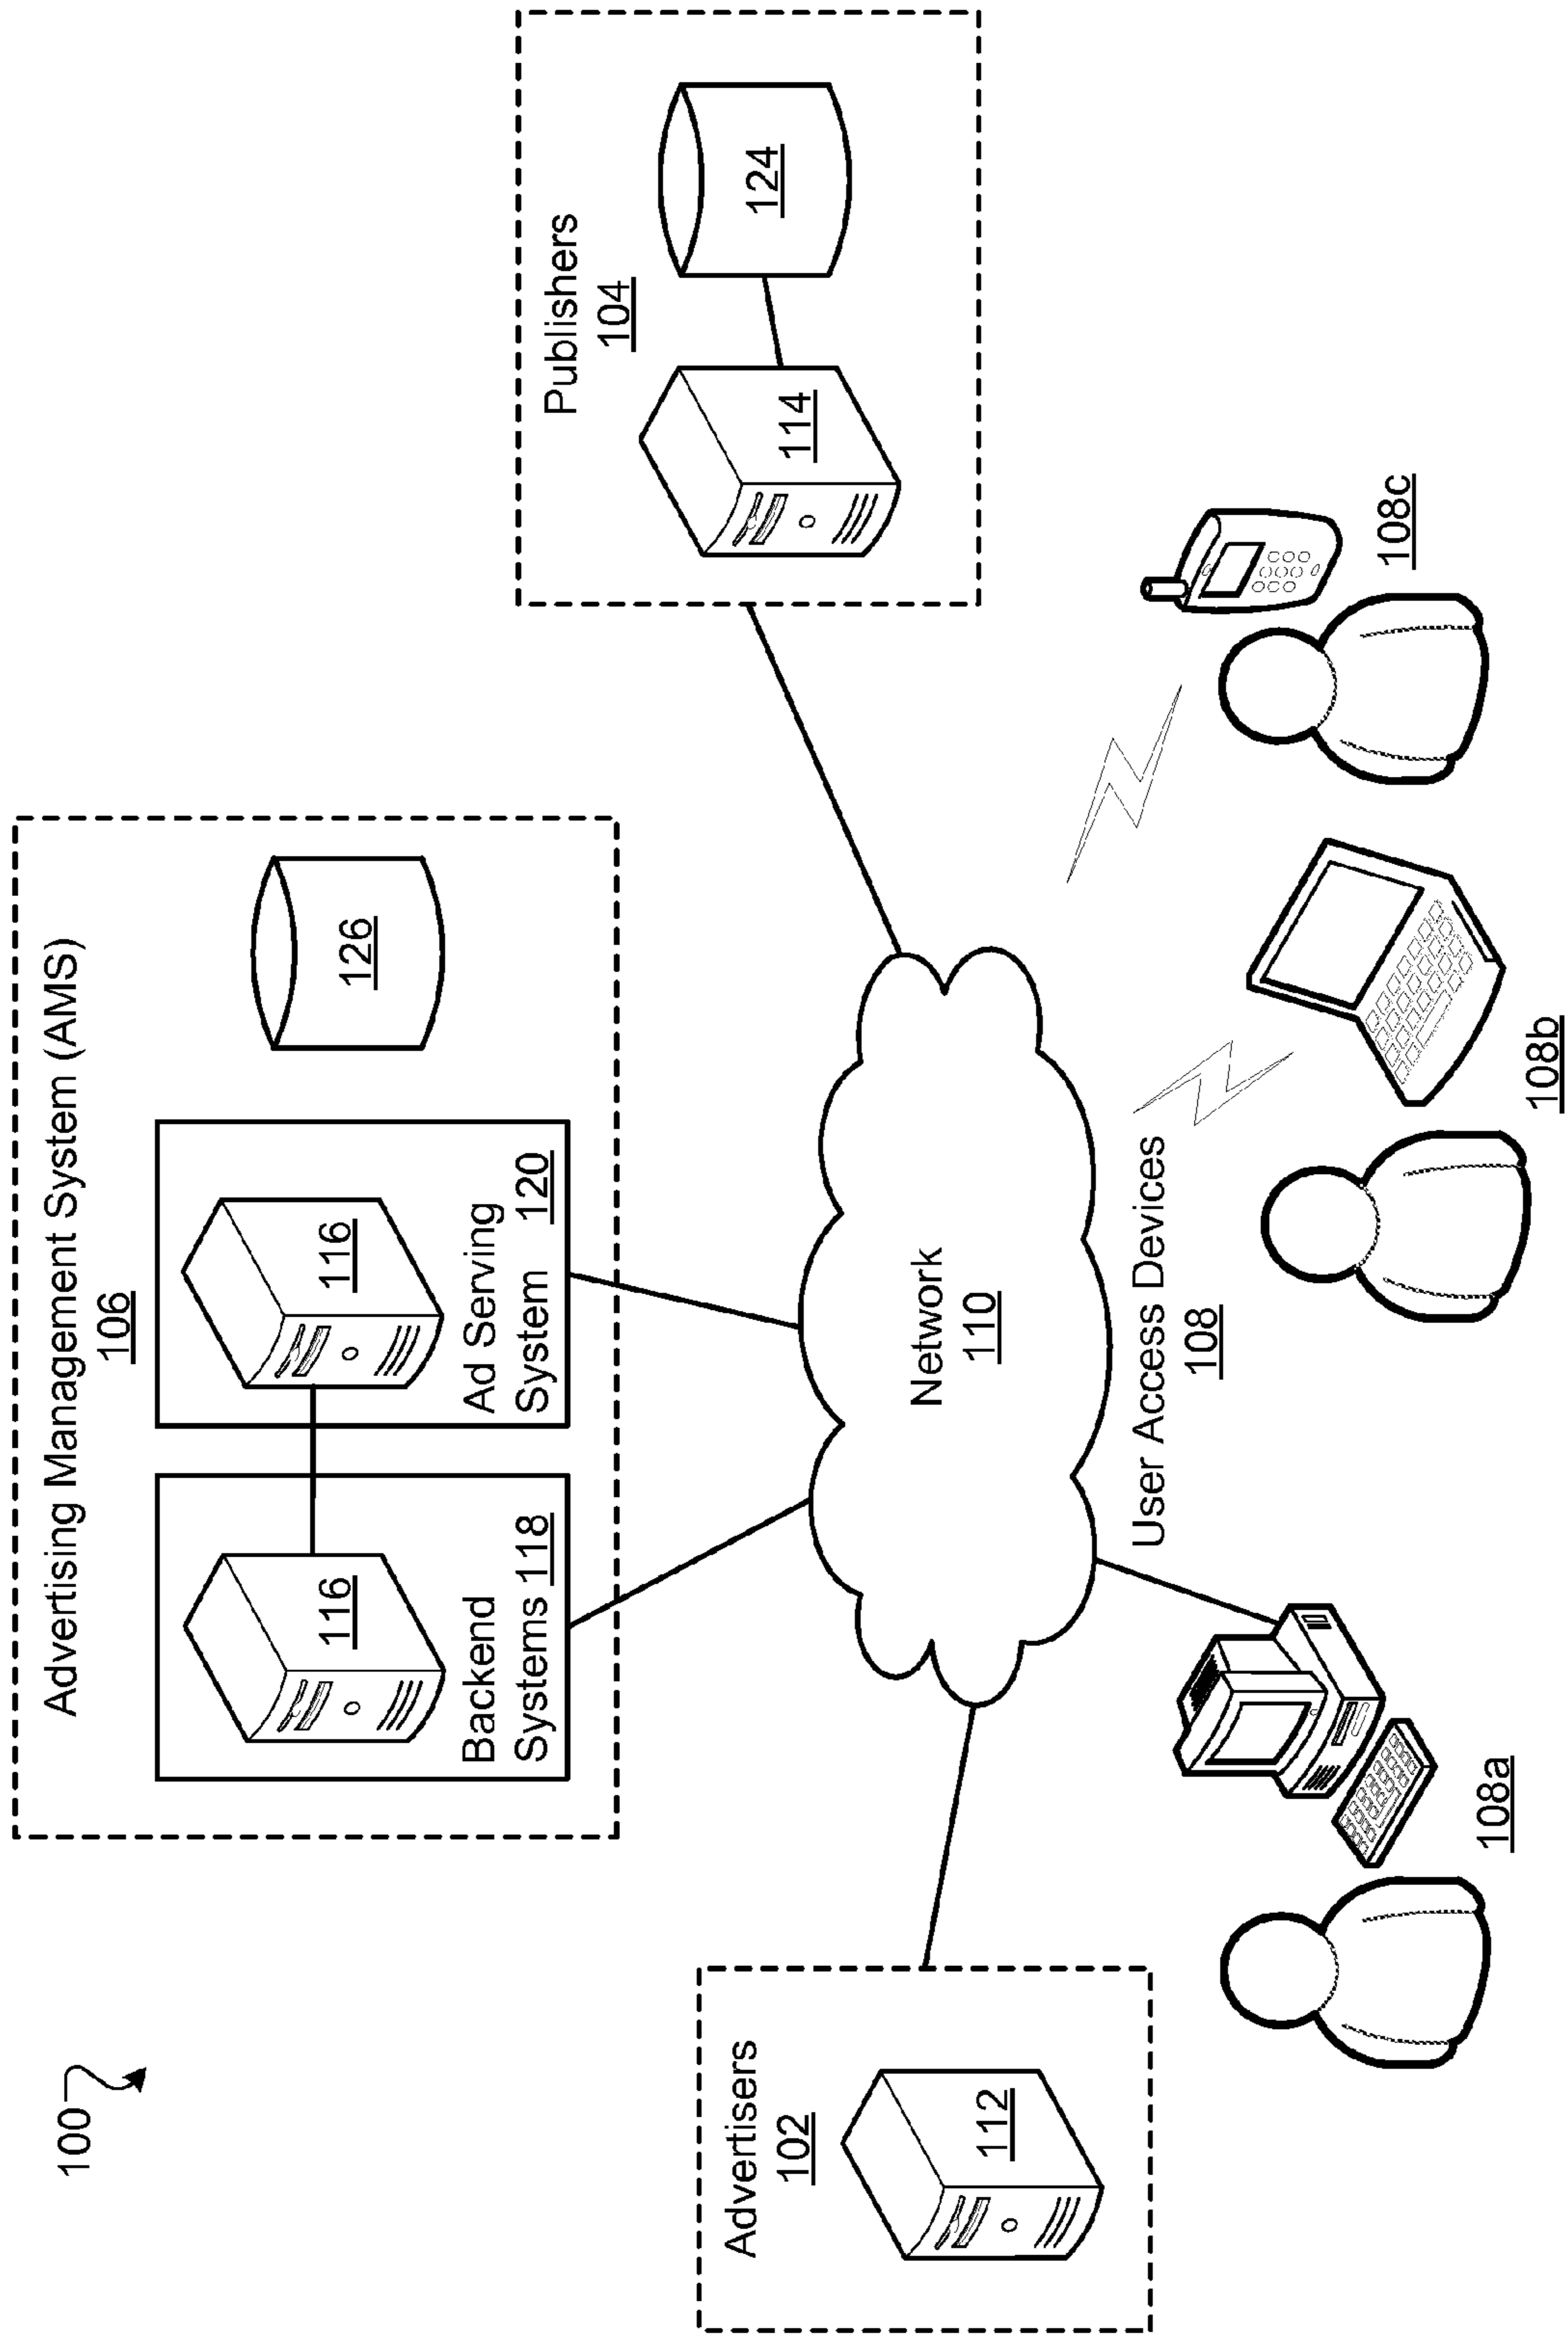 100
Advertising Management System (AMS)
106
116
116
126
Backend
Systems 118
Ad Serving
System 120
Publishers
104
114
124
Advertisers
102
112
Network
110
User Access Devices
108
108a
108b
108c